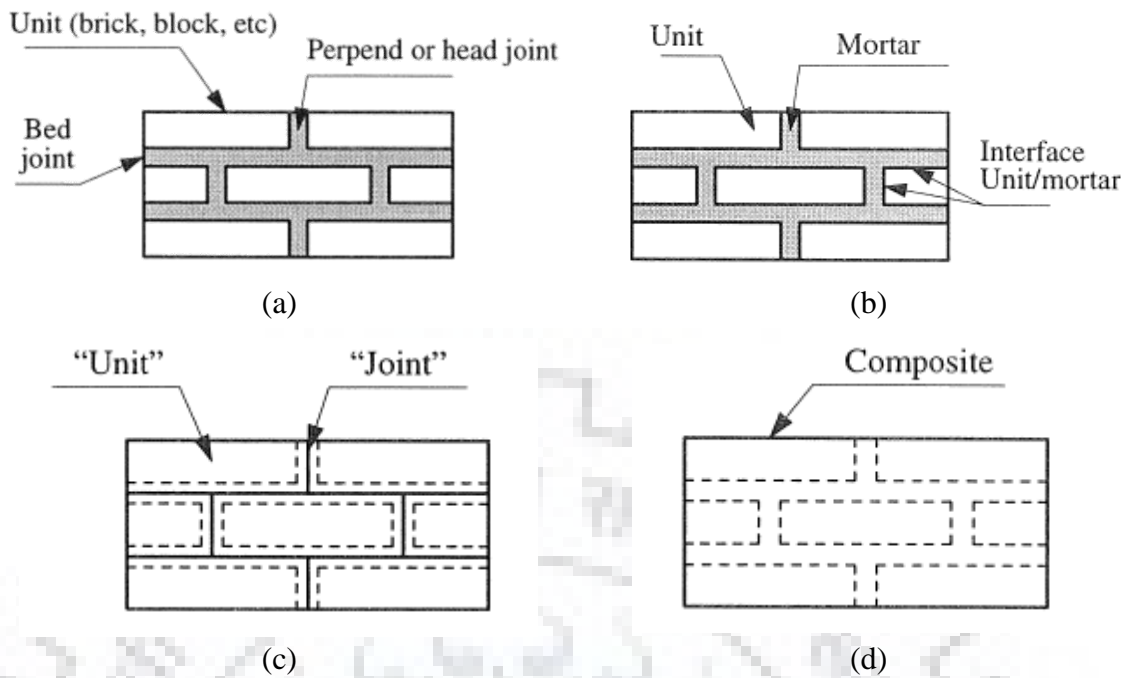 Unit (brick, block, etc)
Perpend or head joint
Bed
joint
(a)
Unit
Mortar
Interface
Unit/mortar
(b)
“Unit”
“Joint”
(c)
Composite
(d)